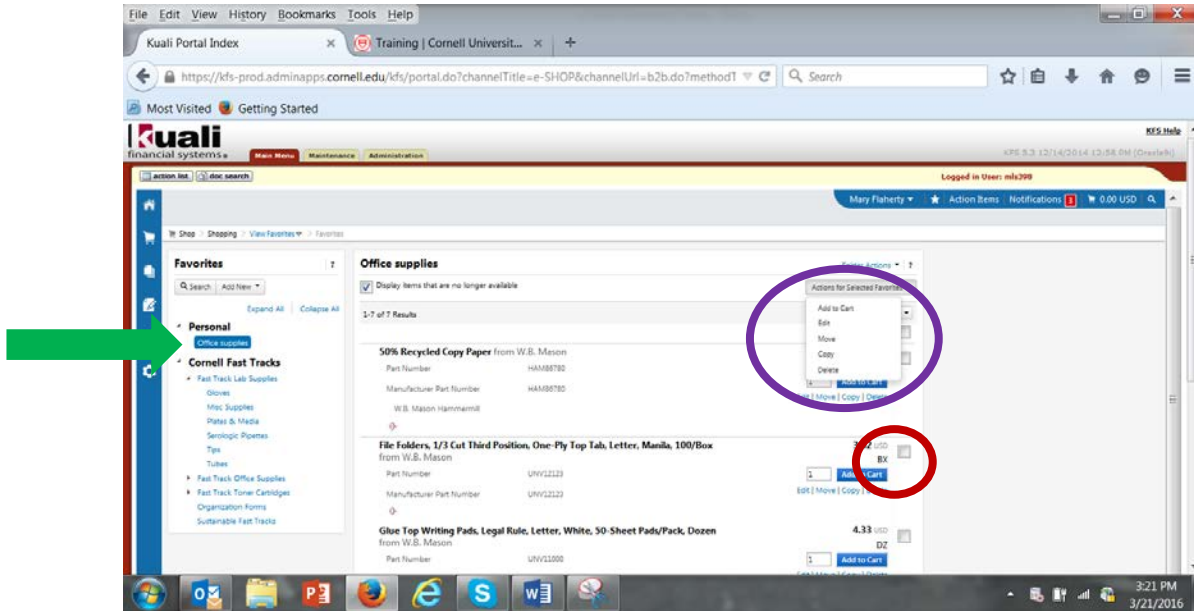 File Edit View History Bookmarks Tools Help
Kuali Portal Index × Training | Cornell Universit... × +
https://kfs-prod.adminapps.cornell.edu/kfs/portal.do?channelTitle=e-SHOP&channelUrl=b2b.do?methodT Search
Most Visited Getting Started
Kuali
financial systems Main Menu Maintenance Administration
KFS Help
action list doc search Logged in User: mls398
Mary Flaherty Action Items Notifications 1 0.00 USD
Shop > Shopping > View Favorites > Favorites
Favorites ?
Search Add New
Expand All Collapse All
Personal
Office supplies
Cornell Fast Tracks
Fast Track Lab Supplies
Gloves
Misc Supplies
Plates & Media
Serologic Pipettes
Tips
Tubes
Fast Track Office Supplies
Fast Track Toner Cartridges
Organization Forms
Sustainable Fast Tracks
Office supplies Folder Actions ?
Display items that are no longer available Actions for Selected Favorites
1-7 of 7 Results
Add to Cart
Edit
Move
Copy
Delete
50% Recycled Copy Paper from W.B. Mason
Part Number HAM86780
Manufacturer Part Number HAM86780
W.B. Mason Hammermill
1 Add to Cart
| Move | Copy | Delete
File Folders, 1/3 Cut Third Position, One-Ply Top Tab, Letter, Manila, 100/Box
from W.B. Mason
USD
BX
Part Number UNV12123
1 Add to Cart
Manufacturer Part Number UNV12123
Edit | Move | Copy |
Glue Top Writing Pads, Legal Rule, Letter, White, 50-Sheet Pads/Pack, Dozen
from W.B. Mason
4.33 USD
DZ
Part Number UNV11000
1 Add to Cart
3:21 PM
3/21/2016